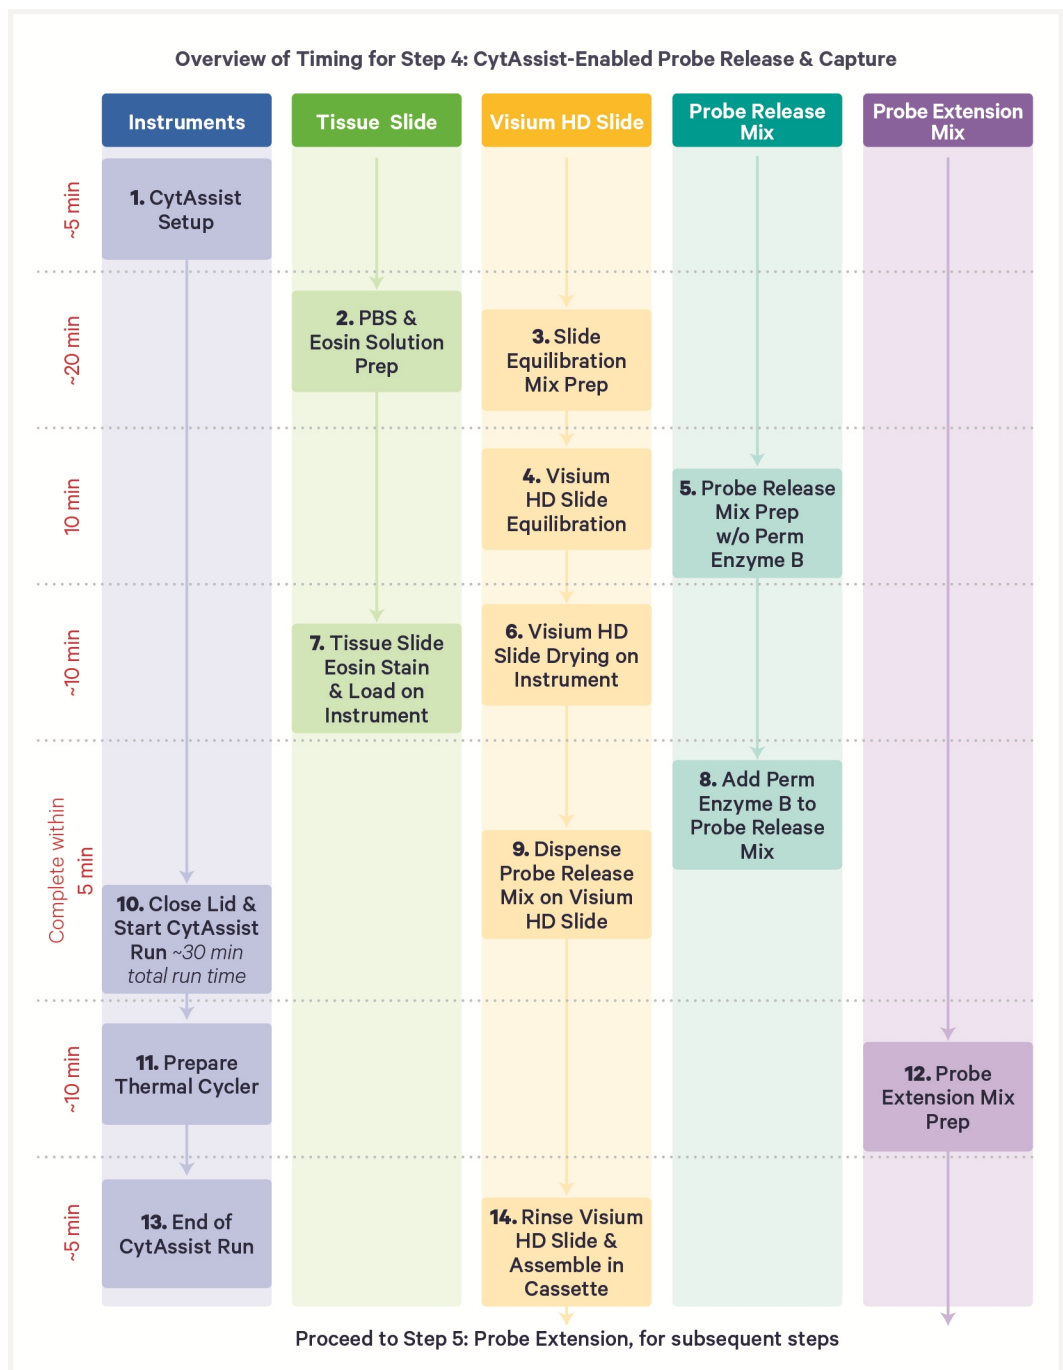 Overview of Timing for Step 4: CytAssist-Enabled Probe Release & Capture
Instruments
Tissue Slide
Visium HD Slide
Probe Release
Mix
Probe Extension
Mix
~5 min
1. CytAssist
Setup
~20 min
2. PBS &
Eosin Solution
Prep
3. Slide
Equilibration
Mix Prep
10 min
4. Visium
HD Slide
Equilibration
5. Probe Release
Mix Prep
w/o Perm
Enzyme B
~10 min
7. Tissue Slide
Eosin Stain
& Load on
Instrument
6. Visium HD
Slide Drying on
Instrument
Complete within
5 min
8. Add Perm
Enzyme B to
Probe Release
Mix
9. Dispense
Probe Release
Mix on Visium
HD Slide
10. Close Lid &
Start CytAssist
Run ~30 min
total run time
~10 min
11. Prepare
Thermal Cycler
12. Probe
Extension Mix
Prep
~5 min
13. End of
CytAssist Run
14. Rinse Visium
HD Slide &
Assemble in
Cassette
Proceed to Step 5: Probe Extension, for subsequent steps